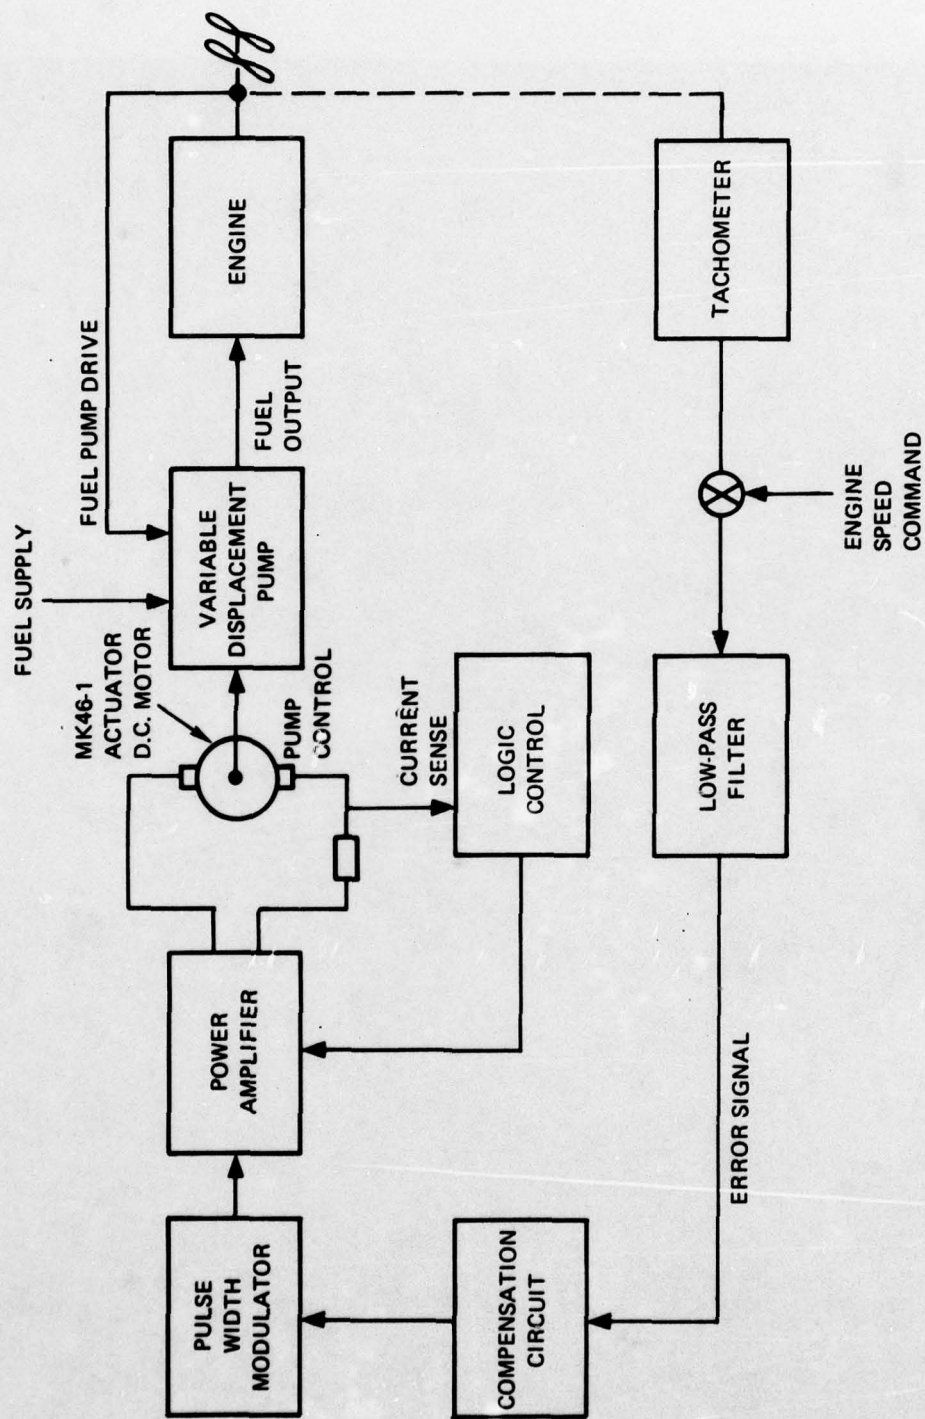 FUEL SUPPLY
FUEL PUMP DRIVE
MK46-1
ACTUATOR
D.C. MOTOR
PULSE
WIDTH
MODULATOR
POWER
AMPLIFIER
PUMP
CONTROL
VARIABLE
DISPLACEMENT
PUMP
FUEL
OUTPUT
ENGINE
CURRENT
SENSE
COMPENSATION
CIRCUIT
LOGIC
CONTROL
ERROR SIGNAL
LOW-PASS
FILTER
TACHOMETER
ENGINE
SPEED
COMMAND